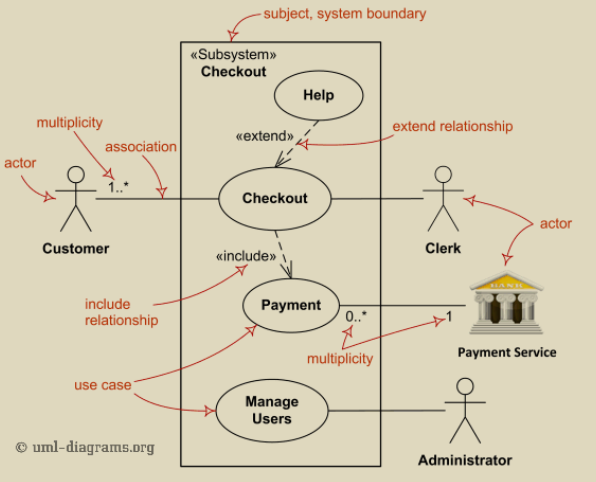 subject, system boundary
«Subsystem»
Checkout
Help
multiplicity
«extend»
extend relationship
association
actor
1..*
Customer
Checkout
Clerk
actor
«include»
include
relationship
Payment
0..*
1
BANK
multiplicity
Payment Service
use case
Manage
Users
© uml-diagrams.org
Administrator